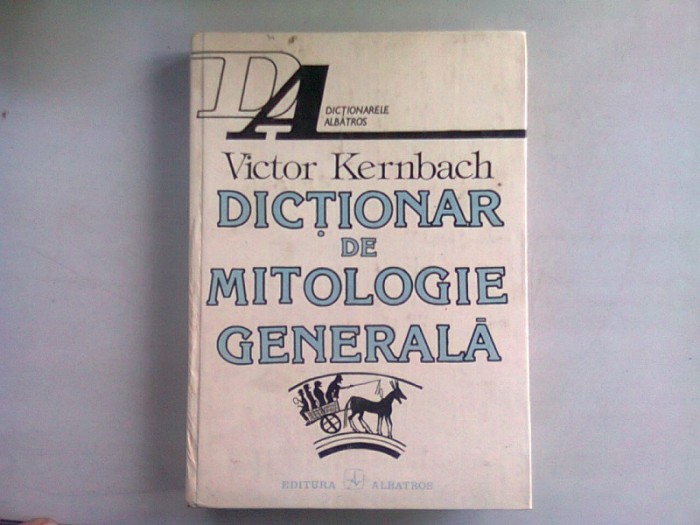 DA
DICȚIONARELE
ALBATROS
Victor Kernbach
DICȚIONAR
DE
MITOLOGIE
GENERALĂ
EDITURA ALBATROS